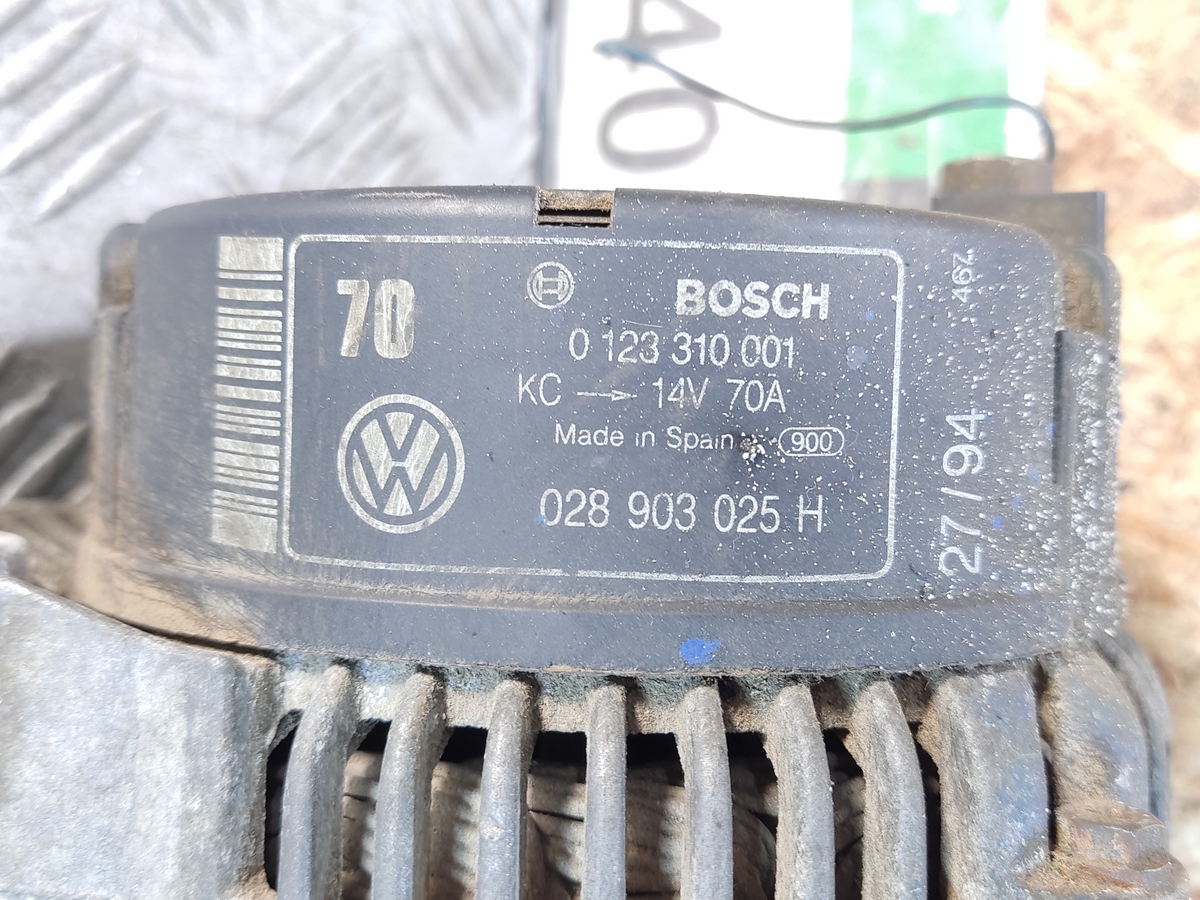 A0
70
BOSCH
0 123 310 001
KC → 14V 70A
Made in Spain 900
028 903 025 H
27/94
467